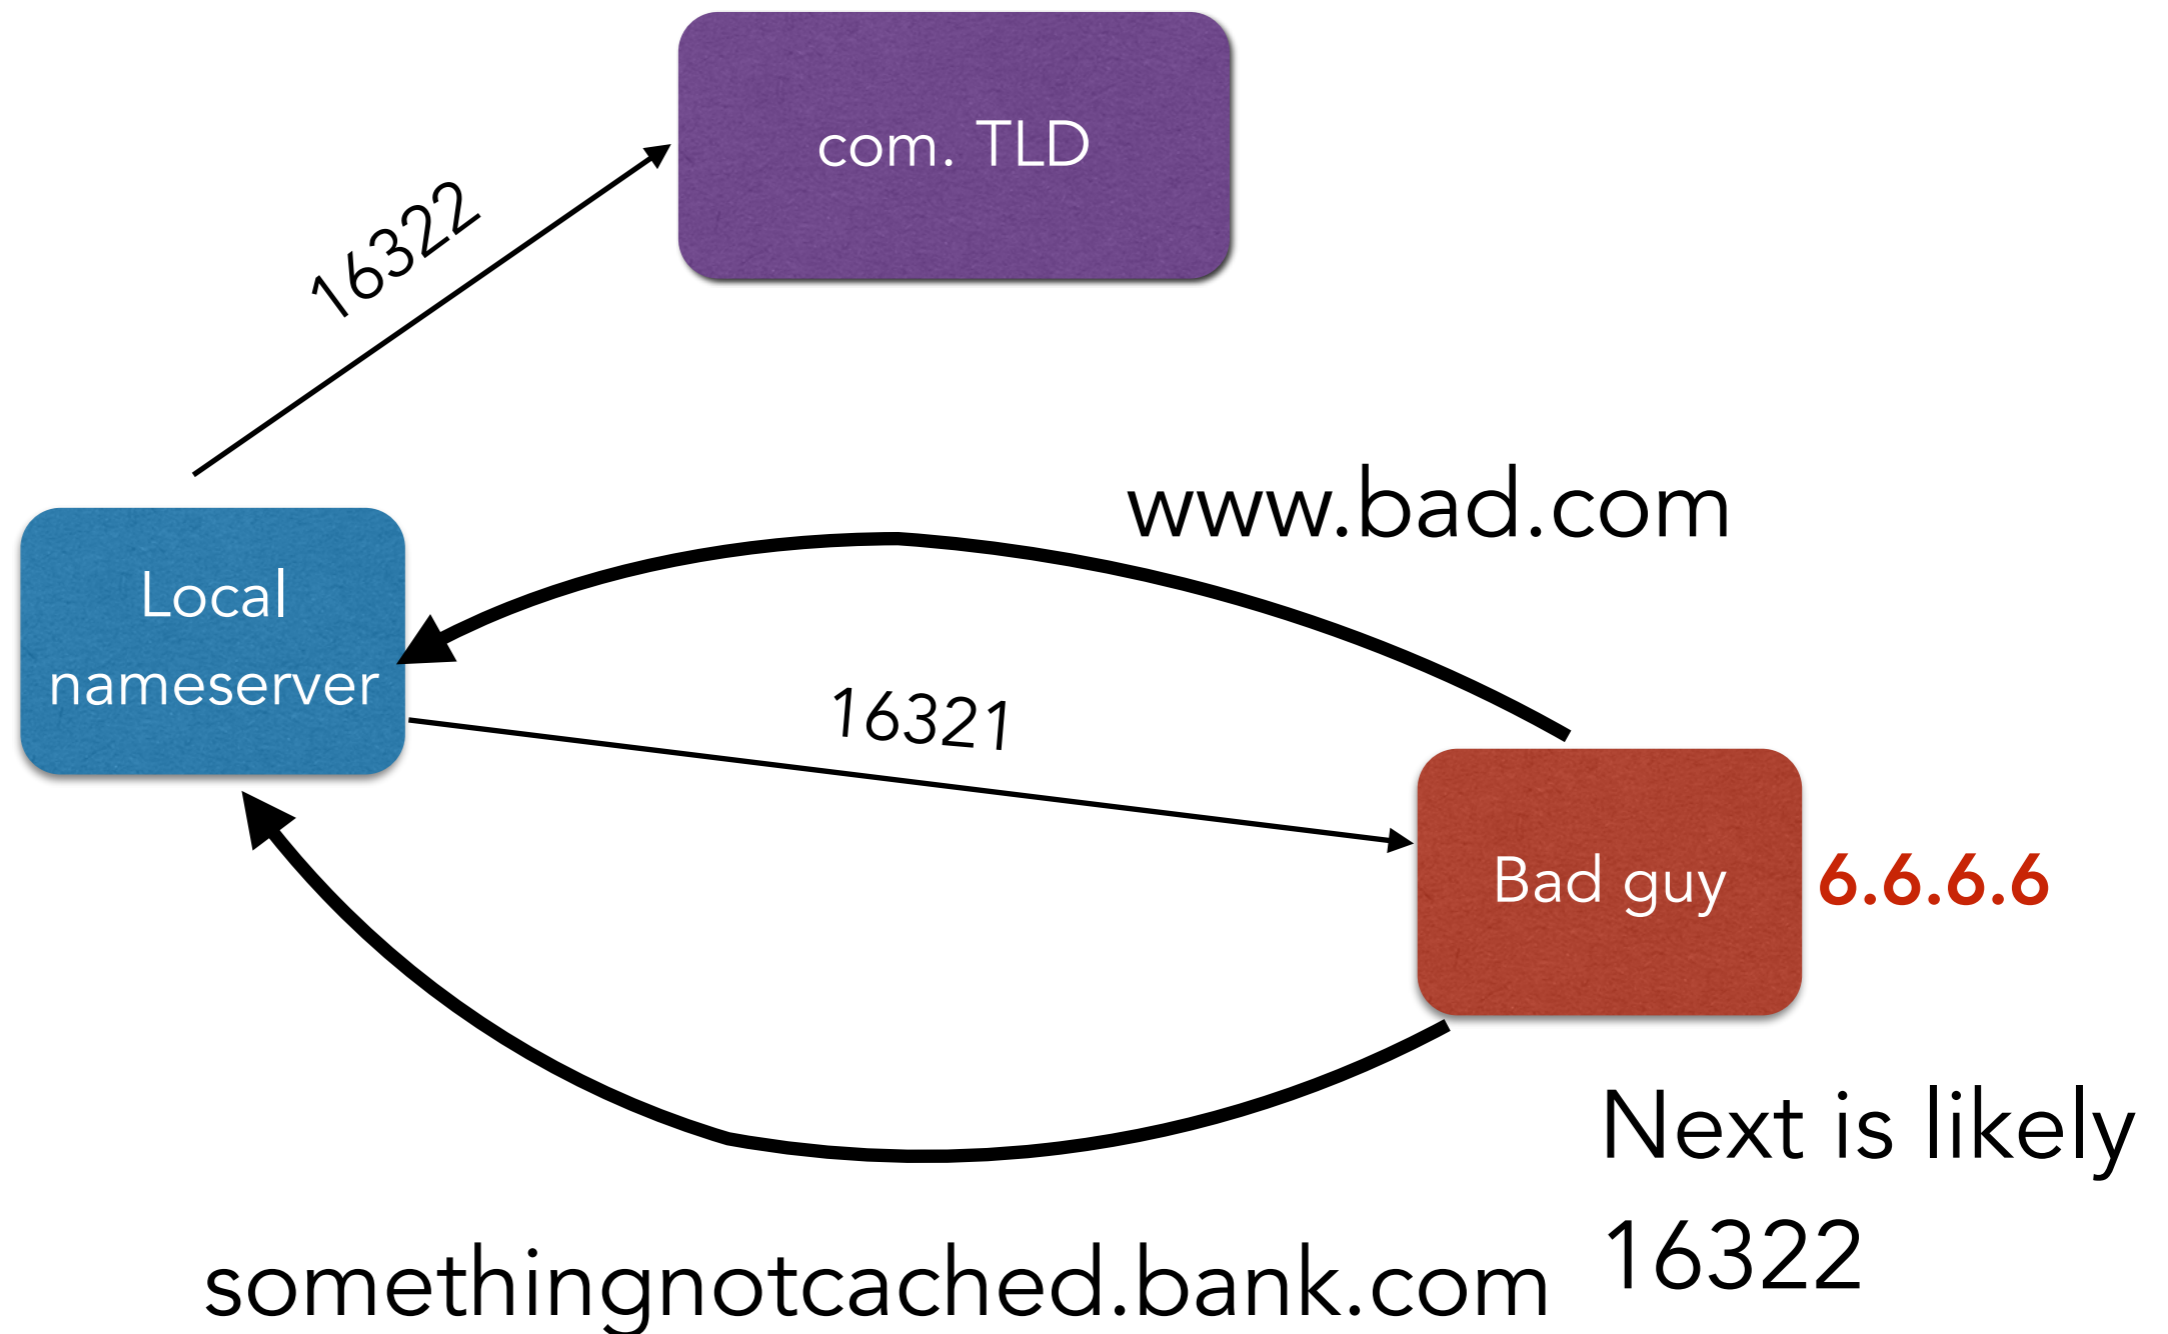 com. TLD
16322
www.bad.com
Local
nameserver
16321
Bad guy
6.6.6.6
Next is likely
16322
somethingnotcached.bank.com